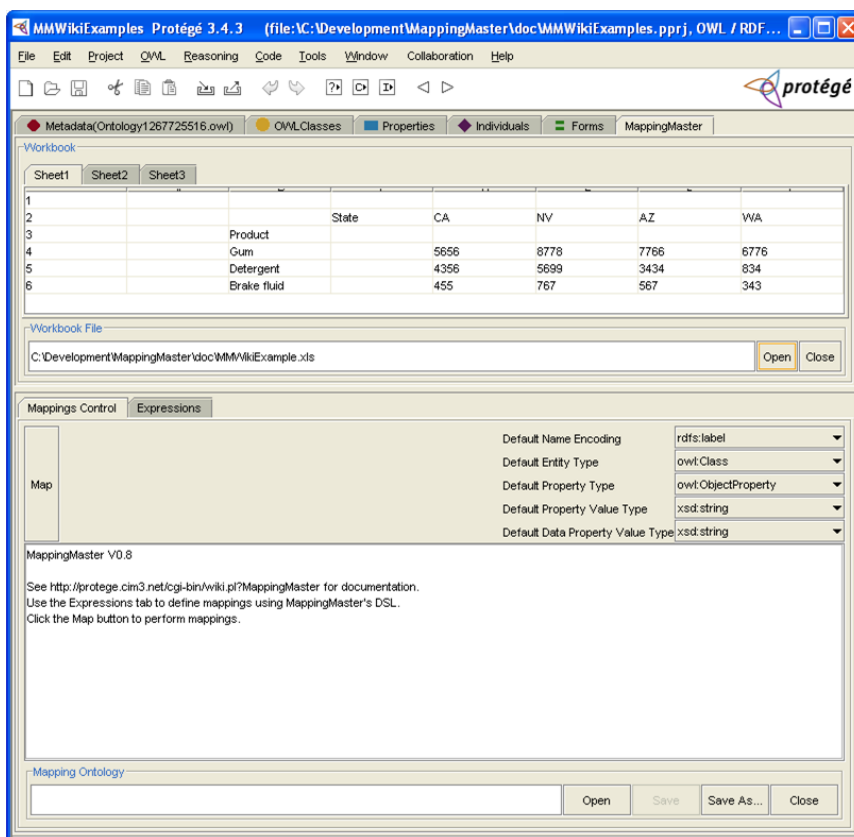 MMWikiExamples Protégé 3.4.3 (file:\C:\Development\MappingMaster\doc\MMWikiExamples.pprj, OWL / RDF...
File Edit Project OWL Reasoning Code Tools Window Collaboration Help
protégé
Metadata(Ontology1267725516.owl) OWLClasses Properties Individuals Forms MappingMaster
Workbook
Sheet1 Sheet2 Sheet3
1
2 State CA NV AZ WA
3 Product
4 Gum 5656 8778 7766 6776
5 Detergent 4356 5699 3434 834
6 Brake fluid 455 767 567 343
Workbook File
C:\Development\MappingMaster\doc\MMWikiExample.xls Open Close
Mappings Control Expressions
Default Name Encoding rdfs:label
Default Entity Type owl:Class
Map Default Property Type owl:ObjectProperty
Default Property Value Type xsd:string
Default Data Property Value Type xsd:string
MappingMaster V0.8
See http://protege.cim3.net/cgi-bin/wiki.pl?MappingMaster for documentation.
Use the Expressions tab to define mappings using MappingMaster's DSL.
Click the Map button to perform mappings.
Mapping Ontology
Open Save Save As... Close